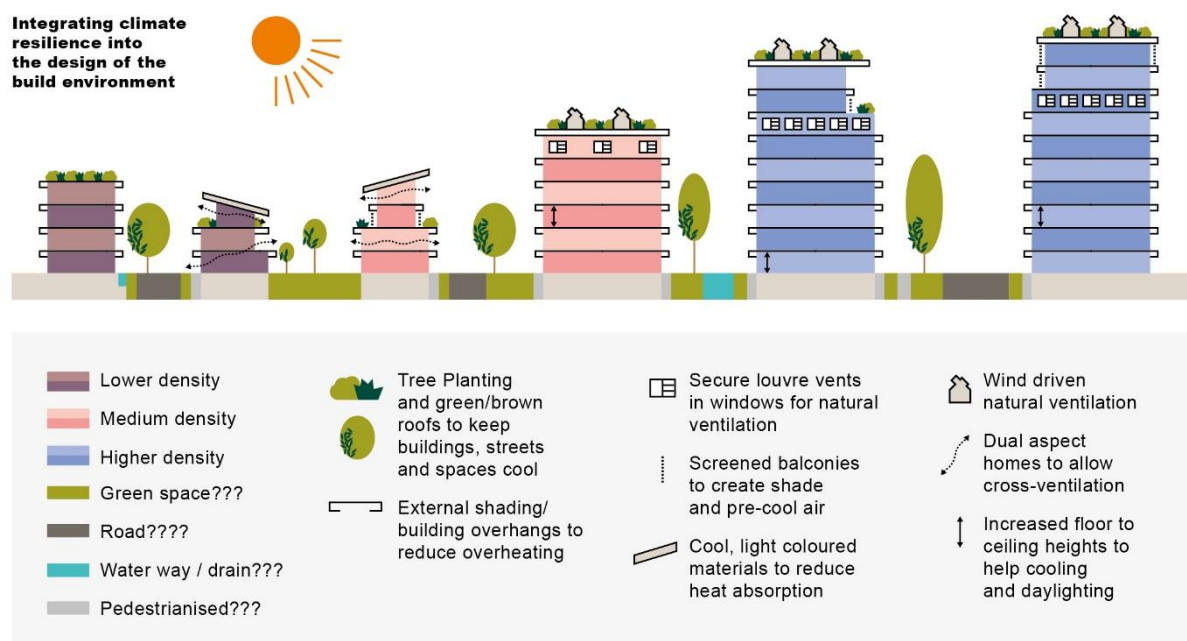 Integrating climate
resilience into
the design of the
build environment
Lower density
Medium density
Higher density
Green space???
Road????
Water way / drain???
Pedestrianised???
Tree Planting
and green/brown
roofs to keep
buildings, streets
and spaces cool
External shading/
building overhangs to
reduce overheating
Secure louvre vents
in windows for natural
ventilation
Screened balconies
to create shade
and pre-cool air
Cool, light coloured
materials to reduce
heat absorption
Wind driven
natural ventilation
Dual aspect
homes to allow
cross-ventilation
Increased floor to
ceiling heights to
help cooling
and daylighting